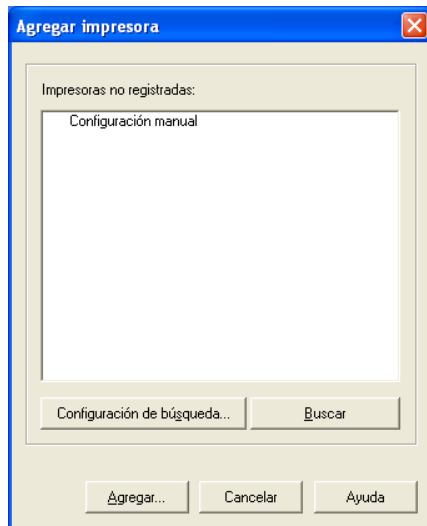 Agregar impresora
Impresoras no registradas:
Configuración manual
Configuración de búsqueda... Buscar
Agregar... Cancelar Ayuda